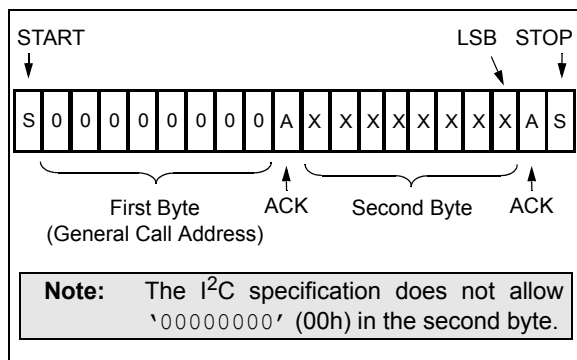 START LSB STOP
S 0 0 0 0 0 0 0 0 A X X X X X X X X A S
First Byte ACK Second Byte ACK
(General Call Address)
Note: The I²C specification does not allow
‘00000000’ (00h) in the second byte.